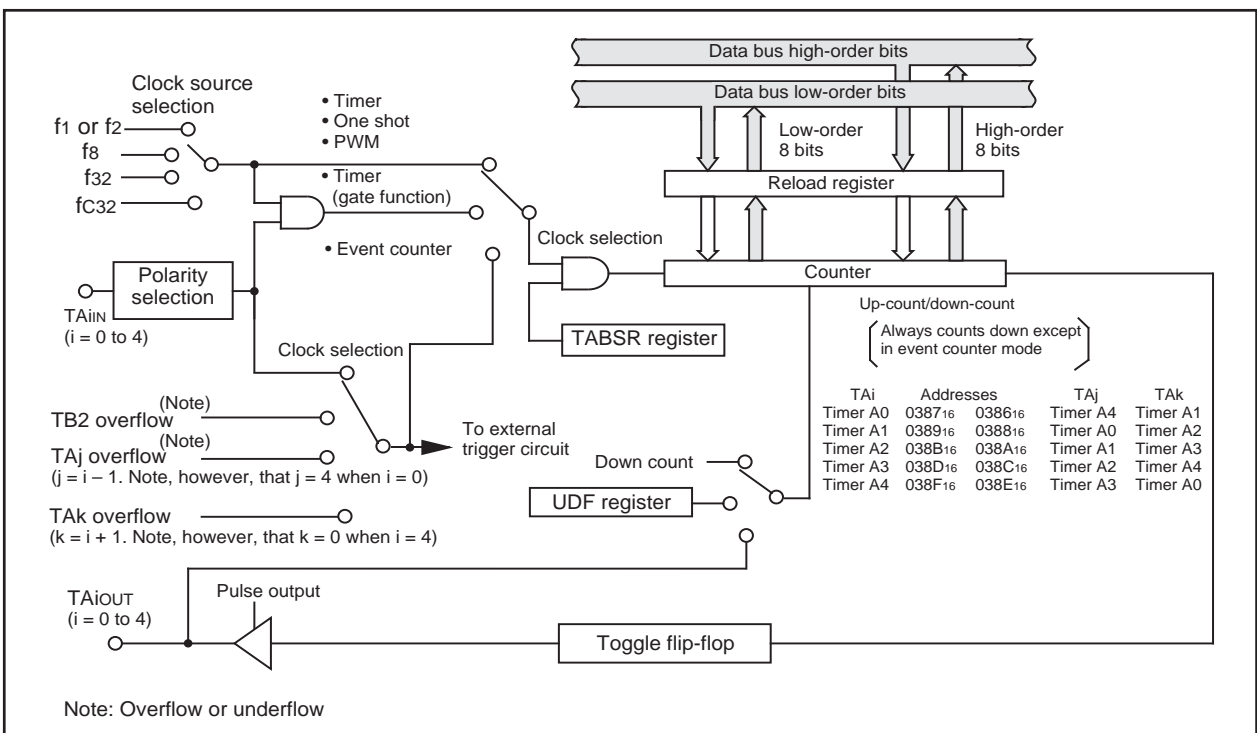 Data bus high-order bits
Data bus low-order bits
Clock source
selection
• Timer
• One shot
• PWM
Low-order
8 bits
High-order
8 bits
f1 or f2
f8
f32
fC32
Reload register
• Timer
(gate function)
• Event counter
Clock selection
Polarity
selection
Counter
TAiIN
(i = 0 to 4)
Up-count/down-count
Always counts down except
in event counter mode
TABSR register
Clock selection
TAi Addresses TAj TAk
Timer A0 038716 038616 Timer A4 Timer A1
Timer A1 038916 038816 Timer A0 Timer A2
Timer A2 038B16 038A16 Timer A1 Timer A3
Timer A3 038D16 038C16 Timer A2 Timer A4
Timer A4 038F16 038E16 Timer A3 Timer A0
(Note)
TB2 overflow
(Note)
TAj overflow
(j = i – 1. Note, however, that j = 4 when i = 0)
To external
trigger circuit
Down count
UDF register
TAk overflow
(k = i + 1. Note, however, that k = 0 when i = 4)
TAiOUT
(i = 0 to 4)
Pulse output
Toggle flip-flop
Note: Overflow or underflow